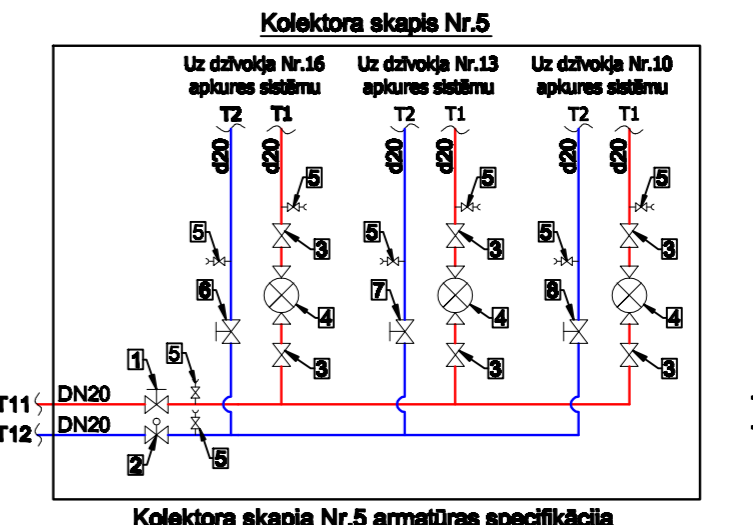 Kolektora skapis Nr.5
Uz dzīvokļa Nr.16
apkures sistēmu
Uz dzīvokļa Nr.13
apkures sistēmu
Uz dzīvokļa Nr.10
apkures sistēmu
T2 T1 T2 T1 T2 T1
d20 d20 d20 d20 d20 d20
5 5 5
5 3 5 3 5 3
6 4 7 4 8 4
1 5 3 3 3
T11 DN20
T12 DN20
2 5
Kolektora skapja Nr.5 armatūras specifikācija